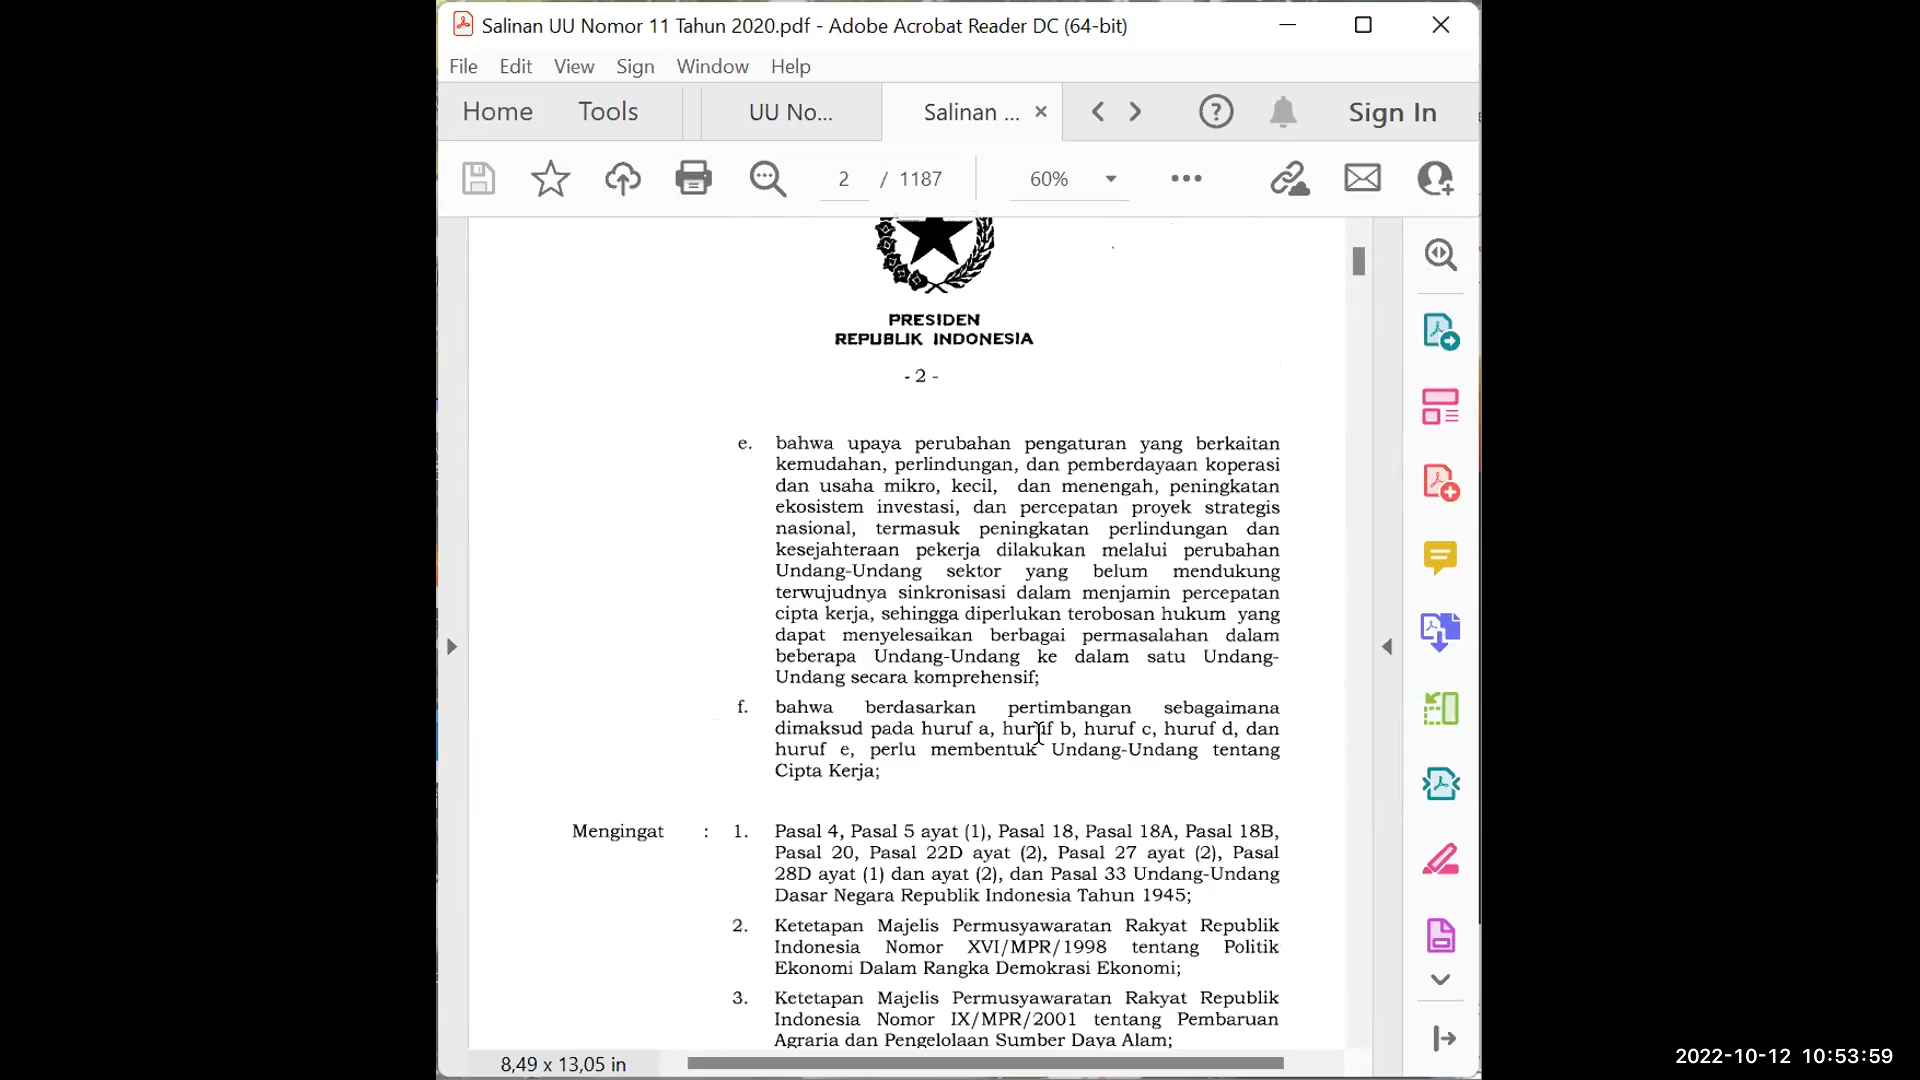 Salinan UU Nomor 11 Tahun 2020.pdf - Adobe Acrobat Reader DC (64-bit)
File Edit View Sign Window Help
Home Tools UU No... Salinan ... Sign In
2 / 1187 60%
PRESIDEN
REPUBLIK INDONESIA
- 2 -
e. bahwa upaya perubahan pengaturan yang berkaitan
kemudahan, perlindungan, dan pemberdayaan koperasi
dan usaha mikro, kecil, dan menengah, peningkatan
ekosistem investasi, dan percepatan proyek strategis
nasional, termasuk peningkatan perlindungan dan
kesejahteraan pekerja dilakukan melalui perubahan
Undang-Undang sektor yang belum mendukung
terwujudnya sinkronisasi dalam menjamin percepatan
cipta kerja, sehingga diperlukan terobosan hukum yang
dapat menyelesaikan berbagai permasalahan dalam
beberapa Undang-Undang ke dalam satu Undang-
Undang secara komprehensif;
f. bahwa berdasarkan pertimbangan sebagaimana
dimaksud pada huruf a, huruf b, huruf c, huruf d, dan
huruf e, perlu membentuk Undang-Undang tentang
Cipta Kerja;
Mengingat : 1. Pasal 4, Pasal 5 ayat (1), Pasal 18, Pasal 18A, Pasal 18B,
Pasal 20, Pasal 22D ayat (2), Pasal 27 ayat (2), Pasal
28D ayat (1) dan ayat (2), dan Pasal 33 Undang-Undang
Dasar Negara Republik Indonesia Tahun 1945;
2. Ketetapan Majelis Permusyawaratan Rakyat Republik
Indonesia Nomor XVI/MPR/1998 tentang Politik
Ekonomi Dalam Rangka Demokrasi Ekonomi;
3. Ketetapan Majelis Permusyawaratan Rakyat Republik
Indonesia Nomor IX/MPR/2001 tentang Pembaruan
Agraria dan Pengelolaan Sumber Daya Alam;
8,49 x 13,05 in
2022-10-12 10:53:59